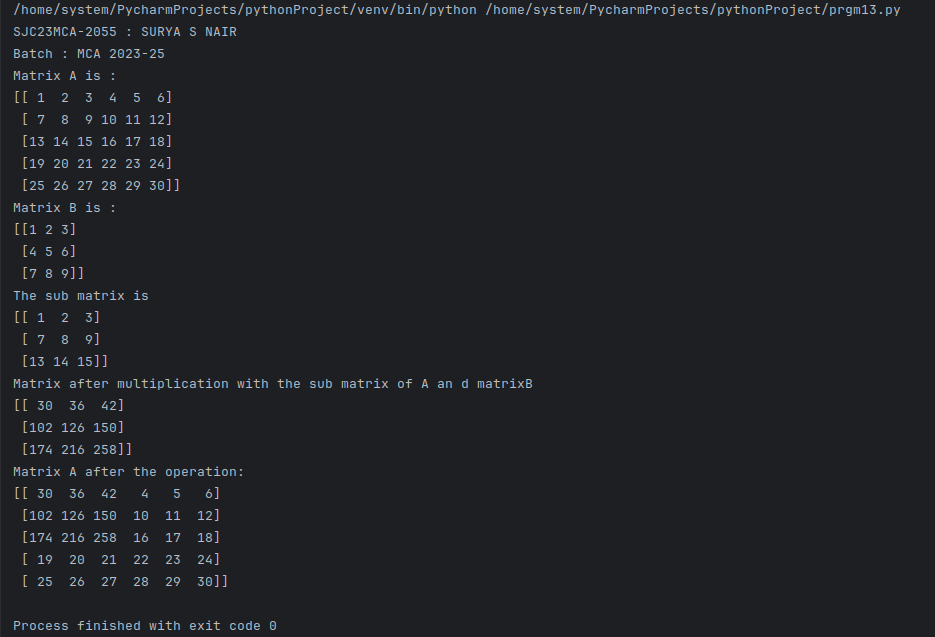 /home/system/PycharmProjects/pythonProject/venv/bin/python /home/system/PycharmProjects/pythonProject/prgm13.py
SJC23MCA-2055 : SURYA S NAIR
Batch : MCA 2023-25
Matrix A is :
[[ 1  2  3  4  5  6]
 [ 7  8  9 10 11 12]
 [13 14 15 16 17 18]
 [19 20 21 22 23 24]
 [25 26 27 28 29 30]]
Matrix B is :
[[1 2 3]
 [4 5 6]
 [7 8 9]]
The sub matrix is
[[ 1  2  3]
 [ 7  8  9]
 [13 14 15]]
Matrix after multiplication with the sub matrix of A an d matrixB
[[ 30  36  42]
 [102 126 150]
 [174 216 258]]
Matrix A after the operation:
[[ 30  36  42   4   5   6]
 [102 126 150  10  11  12]
 [174 216 258  16  17  18]
 [ 19  20  21  22  23  24]
 [ 25  26  27  28  29  30]]
Process finished with exit code 0